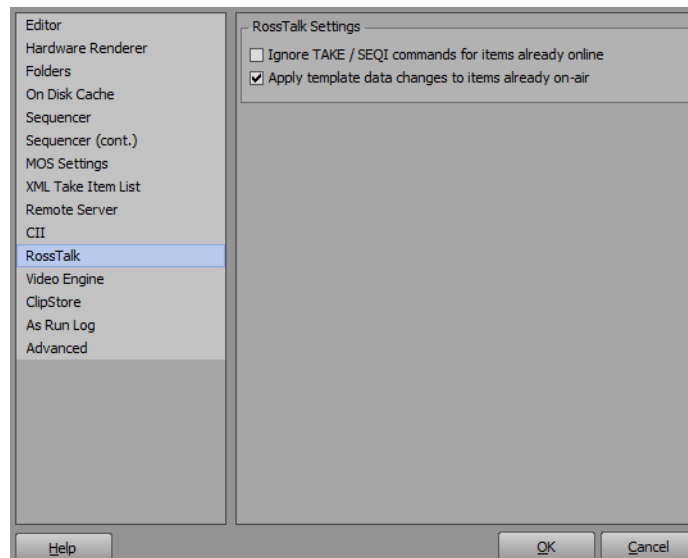 Editor
Hardware Renderer
Folders
On Disk Cache
Sequencer
Sequencer (cont.)
MOS Settings
XML Take Item List
Remote Server
CII
RossTalk
Video Engine
ClipStore
As Run Log
Advanced
RossTalk Settings
Ignore TAKE / SEQI commands for items already online
Apply template data changes to items already on-air
Help
OK
Cancel